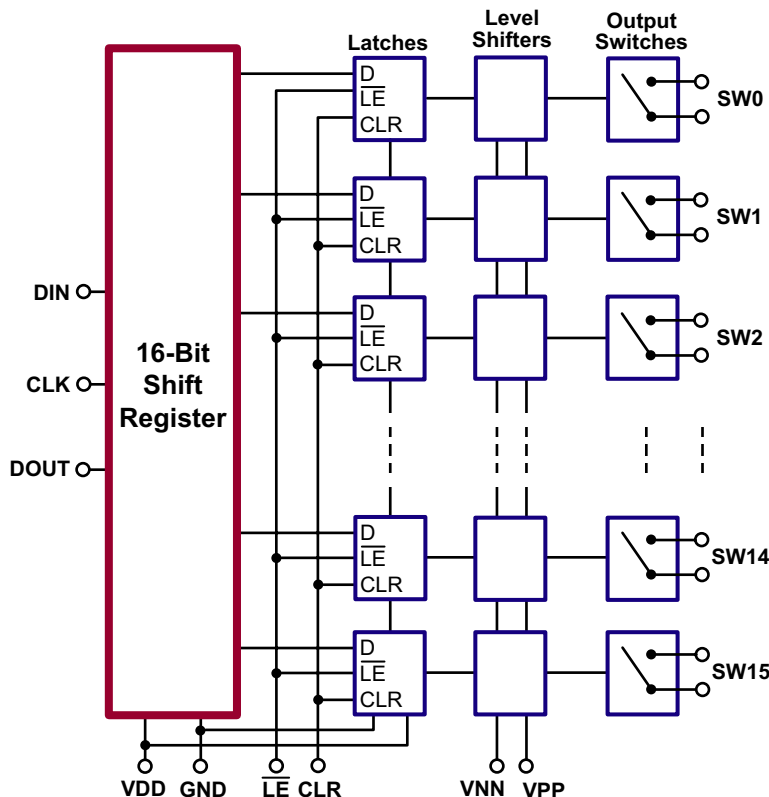 Latches
Level
Shifters
Output
Switches
D
LE
CLR
SW0
D
LE
CLR
SW1
DIN
D
LE
CLR
SW2
16-Bit
Shift
Register
CLK
DOUT
D
LE
CLR
SW14
D
LE
CLR
SW15
VDD
GND
LE
CLR
VNN
VPP